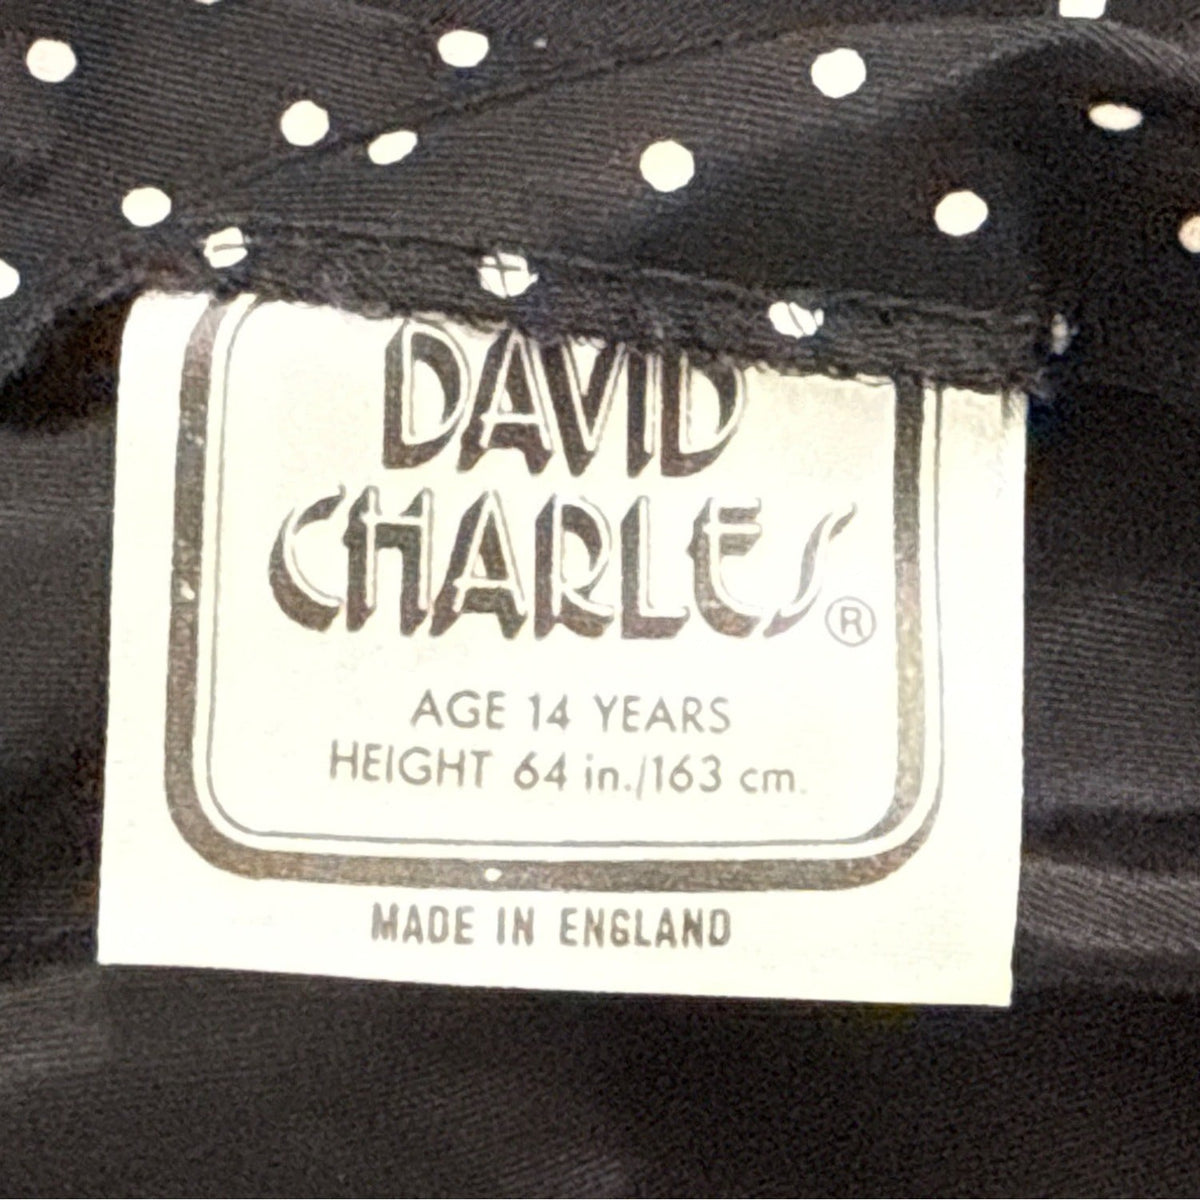 DAVID
CHARLES®
AGE 14 YEARS
HEIGHT 64 in./163 cm.
MADE IN ENGLAND